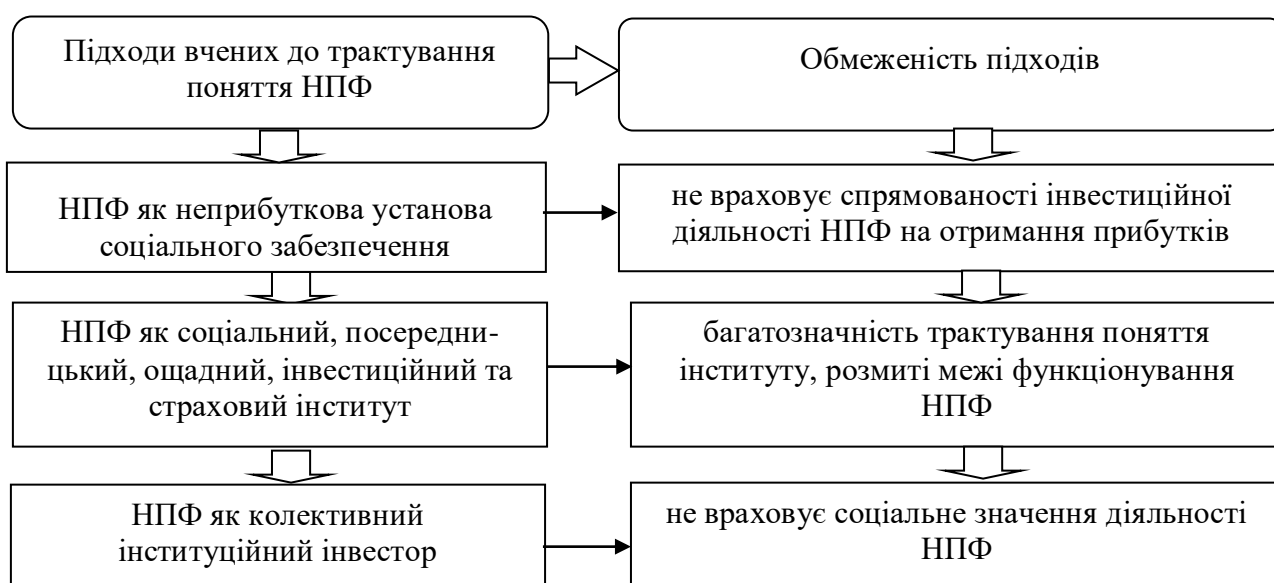 Підходи вчених до трактування
поняття НПФ
Обмеженість підходів
НПФ як неприбуткова установа
соціального забезпечення
не враховує спрямованості інвестиційної
діяльності НПФ на отримання прибутків
НПФ як соціальний, посередни-
цький, ощадний, інвестиційний та
страховий інститут
багатозначність трактування поняття
інституту, розмиті межі функціонування
НПФ
НПФ як колективний
інституційний інвестор
не враховує соціальне значення діяльності
НПФ